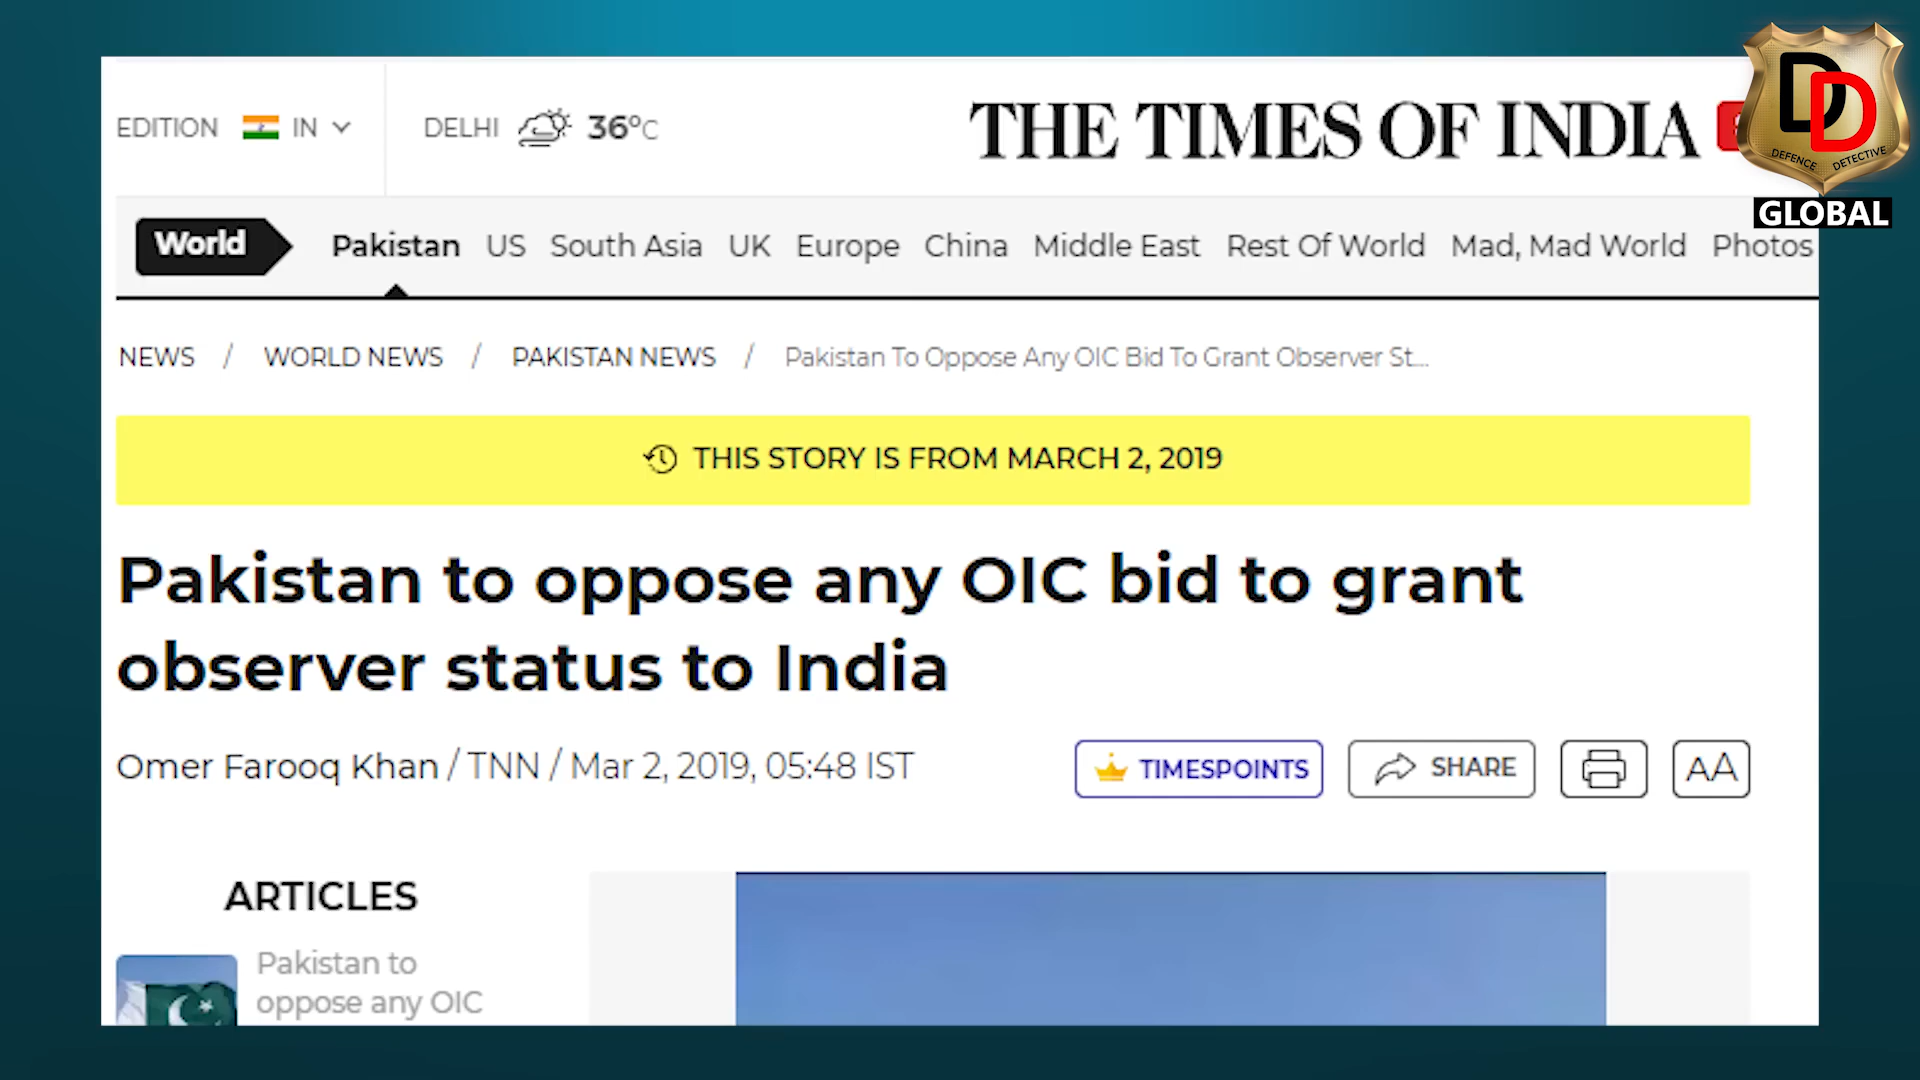 EDITION IN
DELHI 36°C
THE TIMES OF INDIA
DD
DEFENCE DETECTIVE
GLOBAL
World Pakistan US South Asia UK Europe China Middle East Rest Of World Mad, Mad World Photos
NEWS / WORLD NEWS / PAKISTAN NEWS / Pakistan To Oppose Any OIC Bid To Grant Observer St...
THIS STORY IS FROM MARCH 2, 2019
Pakistan to oppose any OIC bid to grant
observer status to India
Omer Farooq Khan / TNN / Mar 2, 2019, 05:48 IST
TIMESPOINTS SHARE AA
ARTICLES
Pakistan to
oppose any OIC